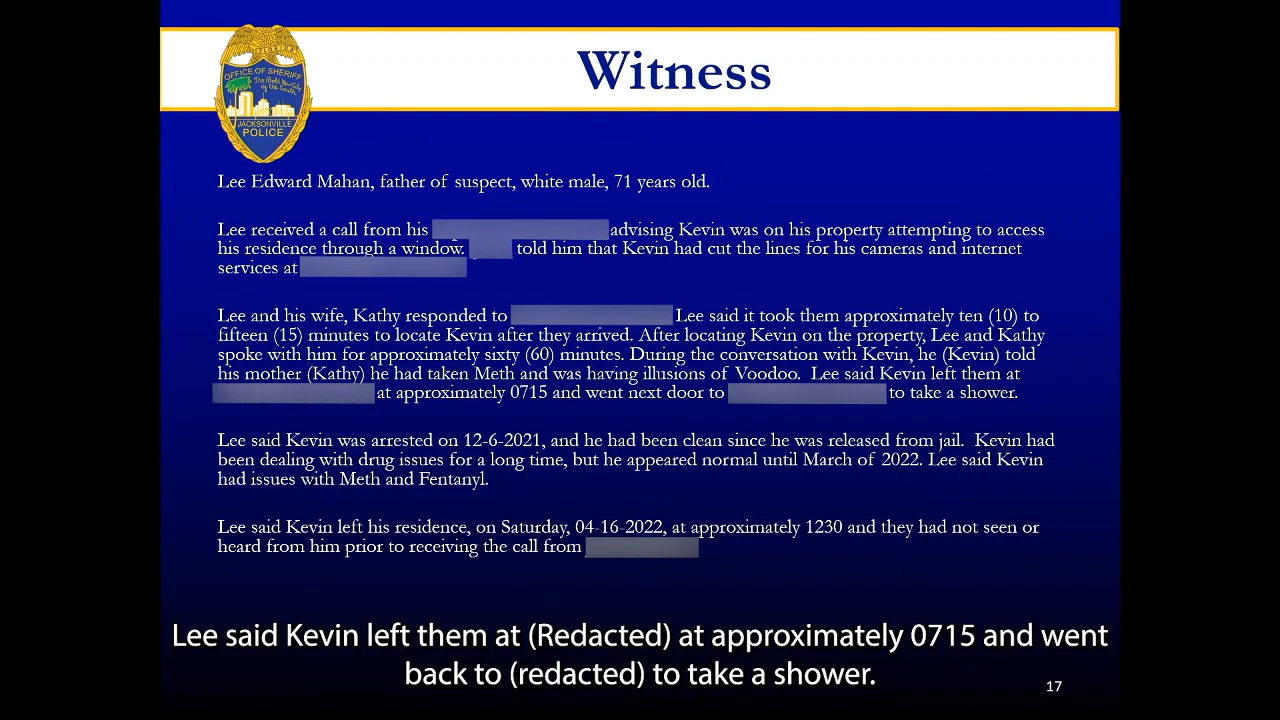 Witness
OFFICE OF SHERIFF
JACKSONVILLE
POLICE
Lee Edward Mahan, father of suspect, white male, 71 years old.
Lee received a call from his advising Kevin was on his property attempting to access
his residence through a window. told him that Kevin had cut the lines for his cameras and internet
services at
Lee and his wife, Kathy responded to Lee said it took them approximately ten (10) to
fifteen (15) minutes to locate Kevin after they arrived. After locating Kevin on the property, Lee and Kathy
spoke with him for approximately sixty (60) minutes. During the conversation with Kevin, he (Kevin) told
his mother (Kathy) he had taken Meth and was having illusions of Voodoo. Lee said Kevin left them at
at approximately 0715 and went next door to to take a shower.
Lee said Kevin was arrested on 12-6-2021, and he had been clean since he was released from jail. Kevin had
been dealing with drug issues for a long time, but he appeared normal until March of 2022. Lee said Kevin
had issues with Meth and Fentanyl.
Lee said Kevin left his residence, on Saturday, 04-16-2022, at approximately 1230 and they had not seen or
heard from him prior to receiving the call from
Lee said Kevin left them at (Redacted) at approximately 0715 and went
back to (redacted) to take a shower.
17